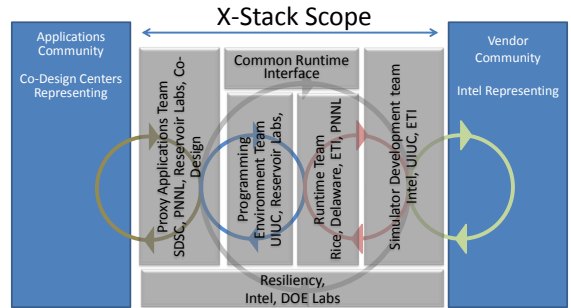 X-Stack Scope
Applications
Community
Co-Design Centers
Representing
Proxy Applications Team
SDSC, PNNL, Reservoir Labs, Co-
Design
Common Runtime
Interface
Programming
Environment Team
UIUC, Reservoir Labs,
Runtime Team
Rice, Delaware, ETI, PNNL
Simulator Development team
Intel, UIUC, ETI
Vendor
Community
Intel Representing
Resiliency,
Intel, DOE Labs